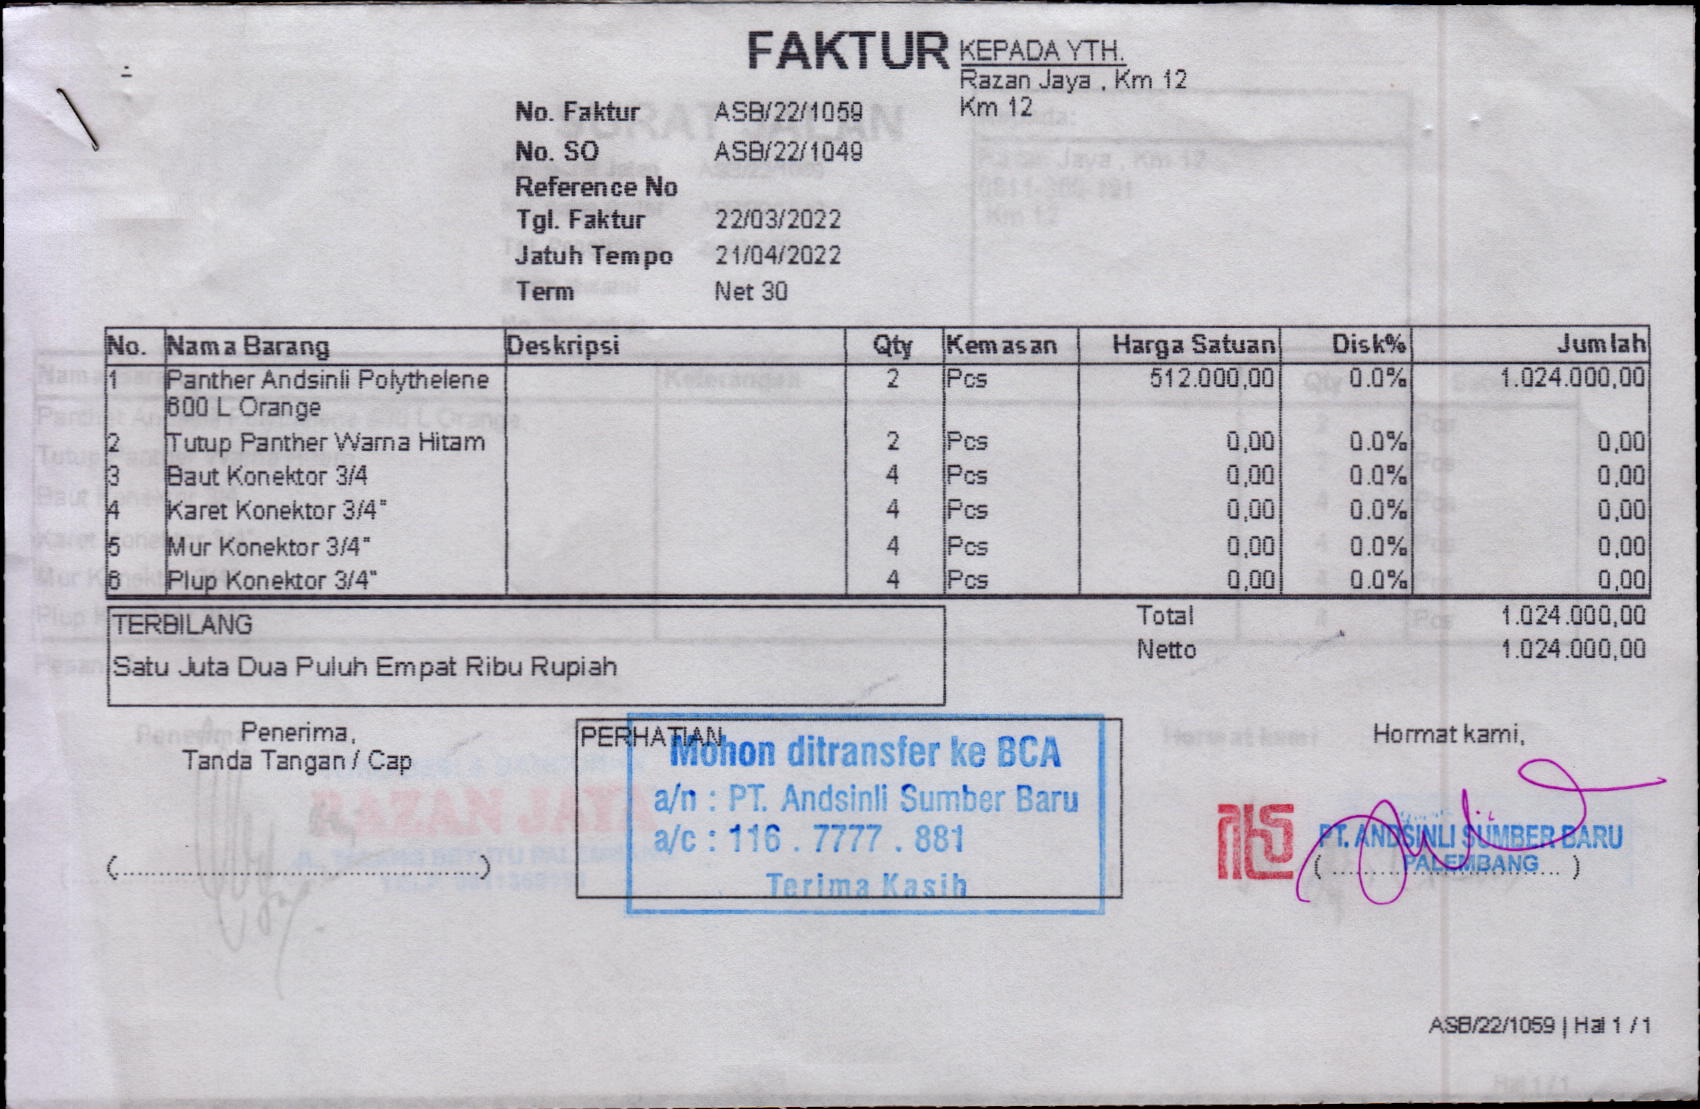 FAKTUR
KEPADA YTH.
Razan Jaya , Km 12
Km 12
No. Faktur ASB/22/1059
No. SO ASB/22/1049
Reference No
Tgl. Faktur 22/03/2022
Jatuh Tempo 21/04/2022
Term Net 30
No. Nama Barang Deskripsi Qty Kemasan Harga Satuan Disk% Jumlah
1 Panther Andsinli Polythelene 2 Pcs 512.000,00 0.0% 1.024.000,00
600 L Orange
2 Tutup Panther Warna Hitam 2 Pcs 0,00 0.0% 0,00
3 Baut Konektor 3/4 4 Pcs 0,00 0.0% 0,00
4 Karet Konektor 3/4" 4 Pcs 0,00 0.0% 0,00
5 Mur Konektor 3/4" 4 Pcs 0,00 0.0% 0,00
6 Plup Konektor 3/4" 4 Pcs 0,00 0.0% 0,00
Total 1.024.000,00
Netto 1.024.000,00
TERBILANG
Satu Juta Dua Puluh Empat Ribu Rupiah
Penerima,
Tanda Tangan / Cap
(..............................................................)
PERHATIAN
Mohon ditransfer ke BCA
a/n : PT. Andsinli Sumber Baru
a/c : 116 . 7777 . 881
Terima Kasih
Hormat kami,
PT. ANDSINLI SUMBER BARU
PALEMBANG
(..........................................)
ASB/22/1059 | Hal 1 / 1